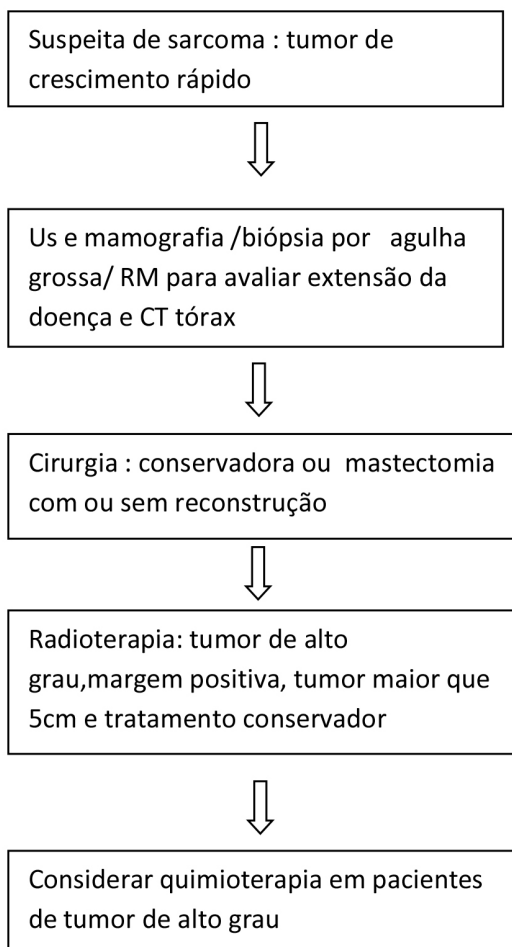 Suspeita de sarcoma : tumor de
crescimento rápido
Us e mamografia /biópsia por agulha
grossa/ RM para avaliar extensão da
doença e CT tórax
Cirurgia : conservadora ou mastectomia
com ou sem reconstrução
Radioterapia: tumor de alto
grau,margem positiva, tumor maior que
5cm e tratamento conservador
Considerar quimioterapia em pacientes
de tumor de alto grau